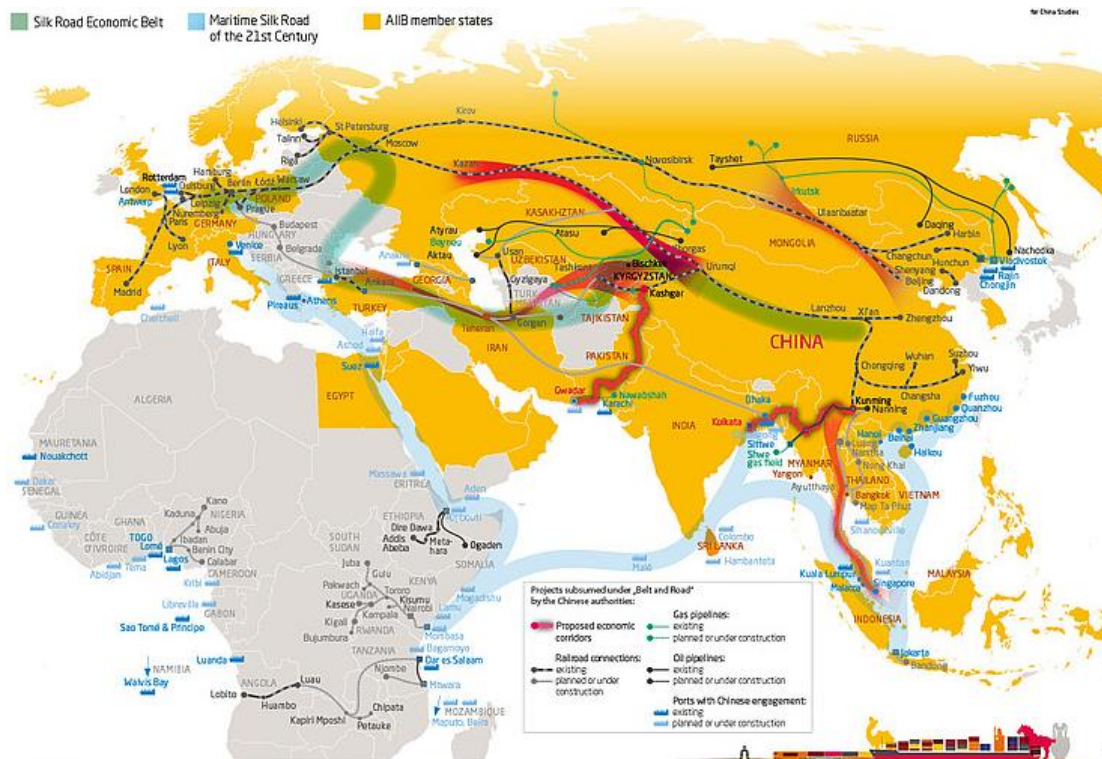 for China Studies
Silk Road Economic Belt
Maritime Silk Road
of the 21st Century
AIIB member states
Helsinki
St Petersburg
Talinn
Riga
Moscow
Kirov
RUSSIA
Kazan
Novosibirsk
Tayshet
Irkutsk
Ulaanbaatar
MONGOLIA
Daqing
Harbin
Changchun
Hunchun
Shenyang
Beijing
Dandong
Nachodka
Vladivostok
Rajin
Chongjin
Hamburg
Rotterdam
London
Antwerp
Duisburg
Berlin
Łódź
Warsaw
POLAND
Leipzig
Prague
Paris
Nuremberg
GERMANY
Lyon
Budapest
HUNGARY
Belgrade
SERBIA
Venice
ITALY
SPAIN
Madrid
GREECE
Piraeus
Athens
Istanbul
Ankara
TURKEY
GEORGIA
Anaklia
Atyrau
Beyneu
Aktau
Usan
KASAKHZTAN
Atasu
UZBEKISTAN
Tashkent
Bischkek
KYRGYZSTAN
Khorgas
Urumqi
Kashgar
TAJIKISTAN
Teheran
Gorgan
IRAN
PAKISTAN
Gwadar
Karachi
Nawabshah
Lanzhou
Xi'an
Zhengzhou
CHINA
Chongqing
Wuhan
Suzhou
Yiwu
Changsha
Kunming
Nanning
Fuzhou
Quanzhou
Guangzhou
Zhanjiang
Beihai
Haikou
Hanoi
Dhaka
Kolkata
Sittwe
Shwe
gas field
INDIA
MYANMAR
Yangon
Ayutthaya
Nong Khai
THAILAND
Bangkok
Map Ta Phut
VIETNAM
Sihanoukville
Colombo
SRI LANKA
Hambantota
Malé
Kuantan
Kuala Lumpur
Malacca
Singapore
MALAYSIA
INDONESIA
Jakarta
Bandung
Cherchell
Haifa
Ashod
Suez
EGYPT
ALGERIA
MAURETANIA
Nouakchott
Dakar
SENEGAL
GUINEA
Conakry
GHANA
CÔTE
D'IVOIRE
Abidjan
Tema
TOGO
Lomé
Lagos
Kano
Kaduna
NIGERIA
Abuja
Ibadan
Benin City
Calabar
CAMEROON
Kribi
Libreville
GABON
Sao Tomé & Príncipe
Massawa
ERITREA
Aden
Djibouti
ETHIOPIA
Dire Dawa
Addis
Abeba
Meta-
hara
Ogaden
SOMALIA
SOUTH
SUDAN
Juba
Gulu
Pakwach
Tororo
UGANDA
KENYA
Kasese
Kampala
Kisumu
Nairobi
Kigali
RWANDA
Bujumbura
Mogadishu
Lamu
Mombasa
Bagamoyo
TANZANIA
Dar es Salaam
Njombe
Mtwara
Luanda
NAMIBIA
Walvis Bay
ANGOLA
Lobito
Huambo
Luau
Kapiri Mposhi
Chipata
Petauke
MOZAMBIQUE
Maputo, Beira
Projects subsumed under „Belt and Road“
by the Chinese authorities:
Proposed economic
corridors
Railroad connections:
existing
planned or under
construction
Gas pipelines:
existing
planned or under construction
Oil pipelines:
existing
planned or under construction
Ports with Chinese engagement:
existing
planned or under construction